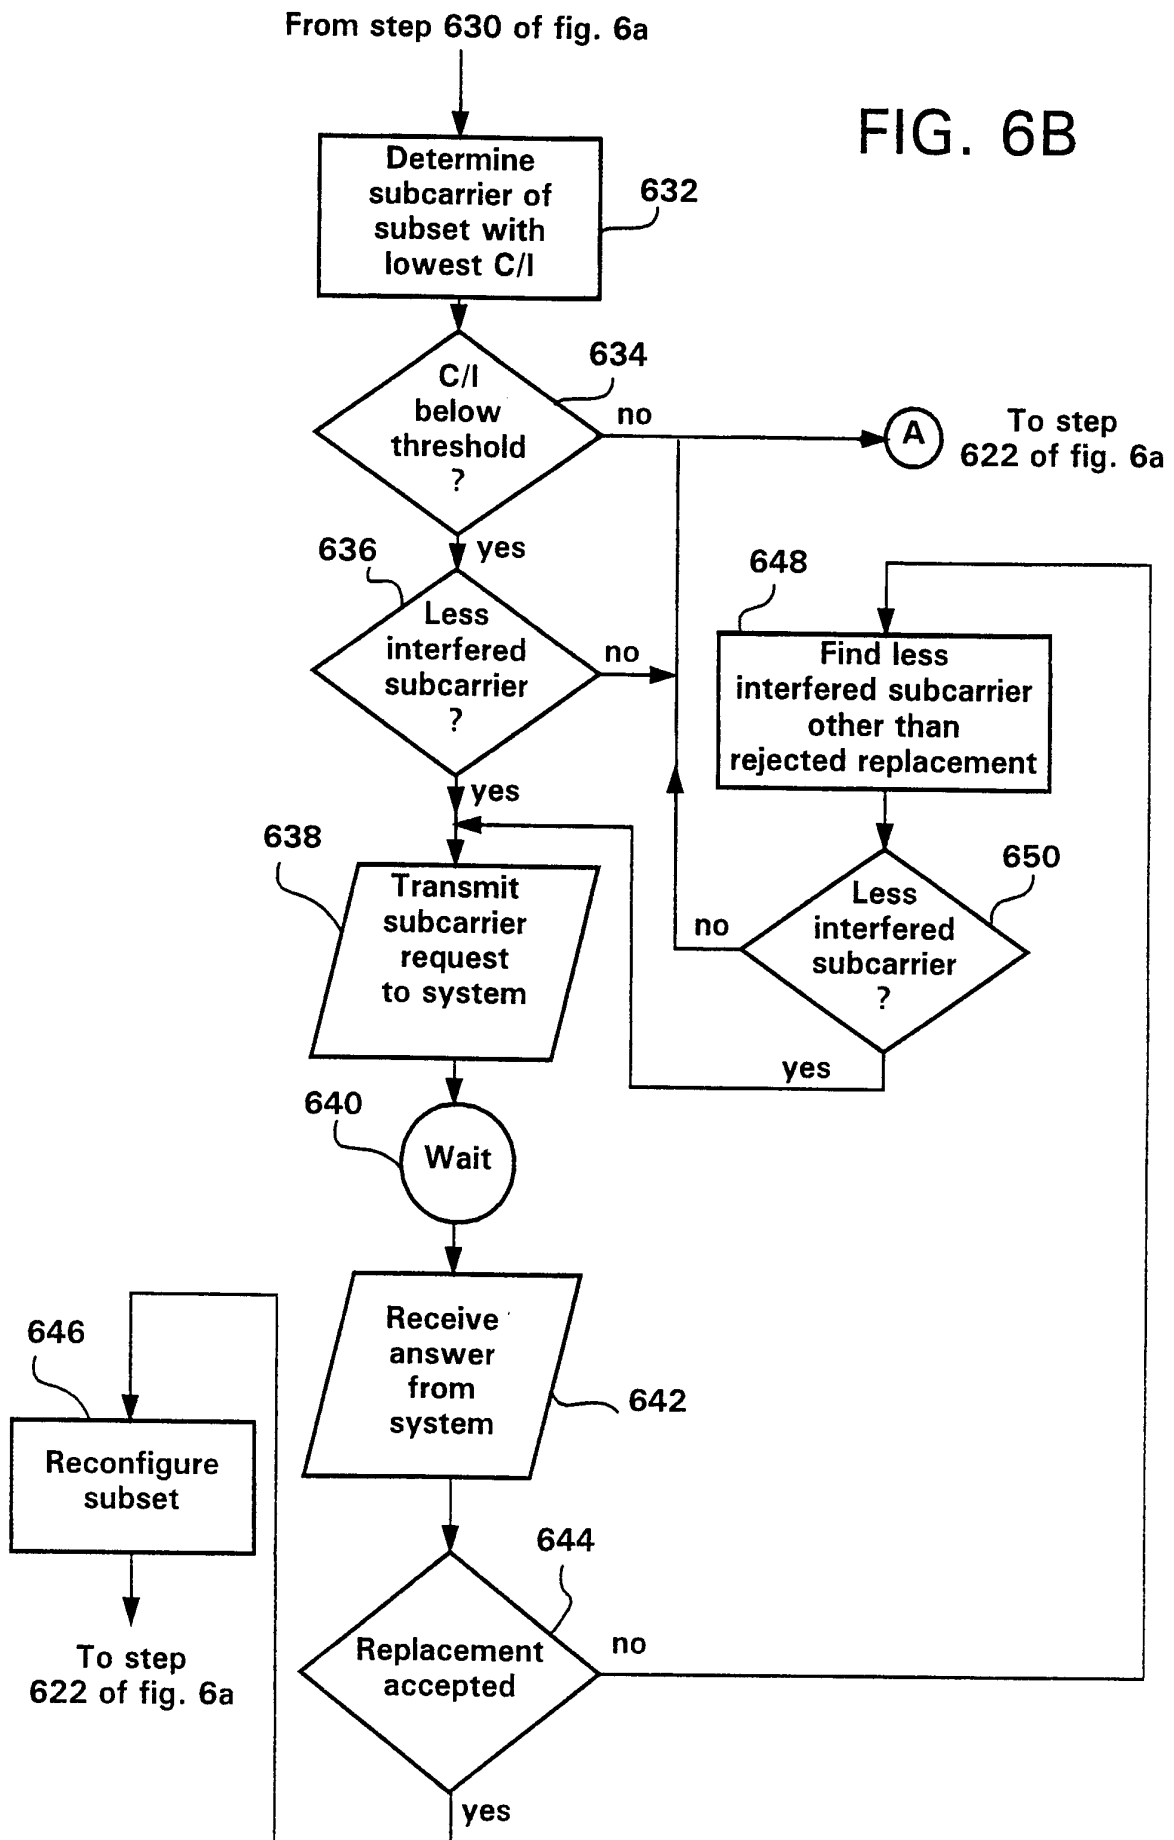 From step 630 of fig. 6a
FIG. 6B
Determine
subcarrier of
subset with
lowest C/I
632
C/I
below
threshold
?
634
no
A
To step
622 of fig. 6a
yes
636
Less
interfered
subcarrier
?
no
648
Find less
interfered subcarrier
other than
rejected replacement
yes
638
Transmit
subcarrier
request
to system
650
Less
interfered
subcarrier
?
no
yes
640
Wait
Receive
answer
from
system
642
646
Reconfigure
subset
To step
622 of fig. 6a
644
Replacement
accepted
no
yes